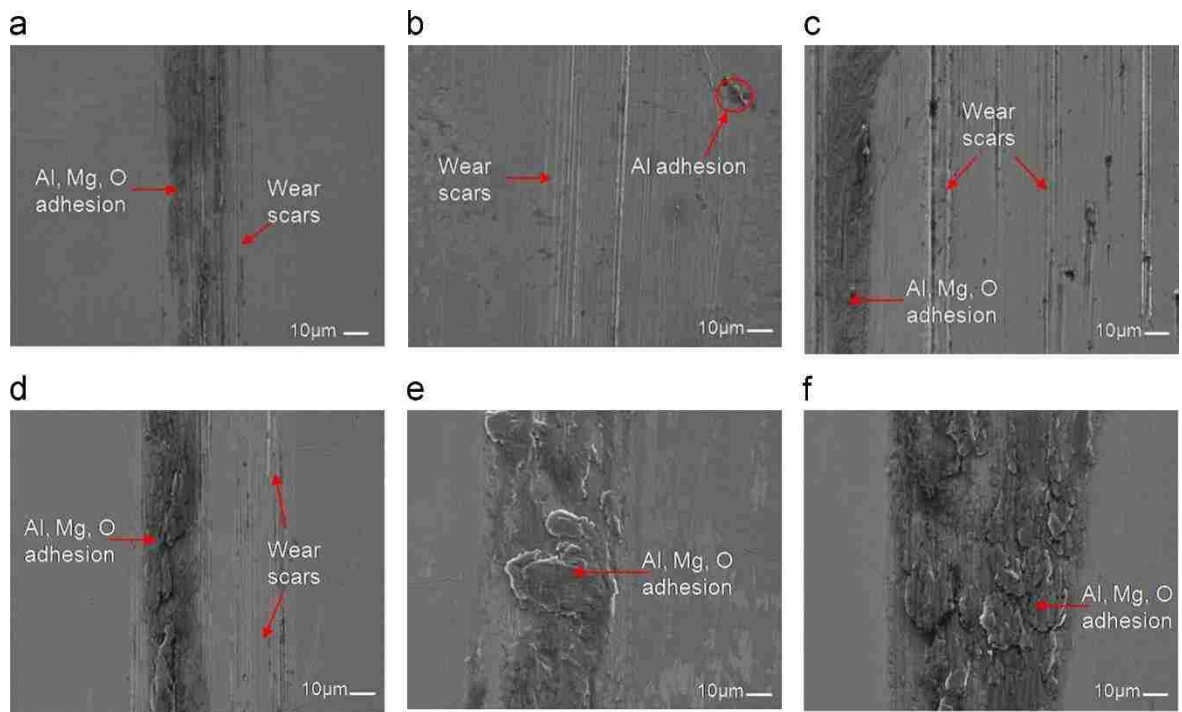 a
b
c
Al, Mg, O
adhesion
Wear
scars
10µm
Wear
scars
Al adhesion
10µm
Wear
scars
Al, Mg, O
adhesion
10µm
d
e
f
Al, Mg, O
adhesion
Wear
scars
10µm
Al, Mg, O
adhesion
10µm
Al, Mg, O
adhesion
10µm